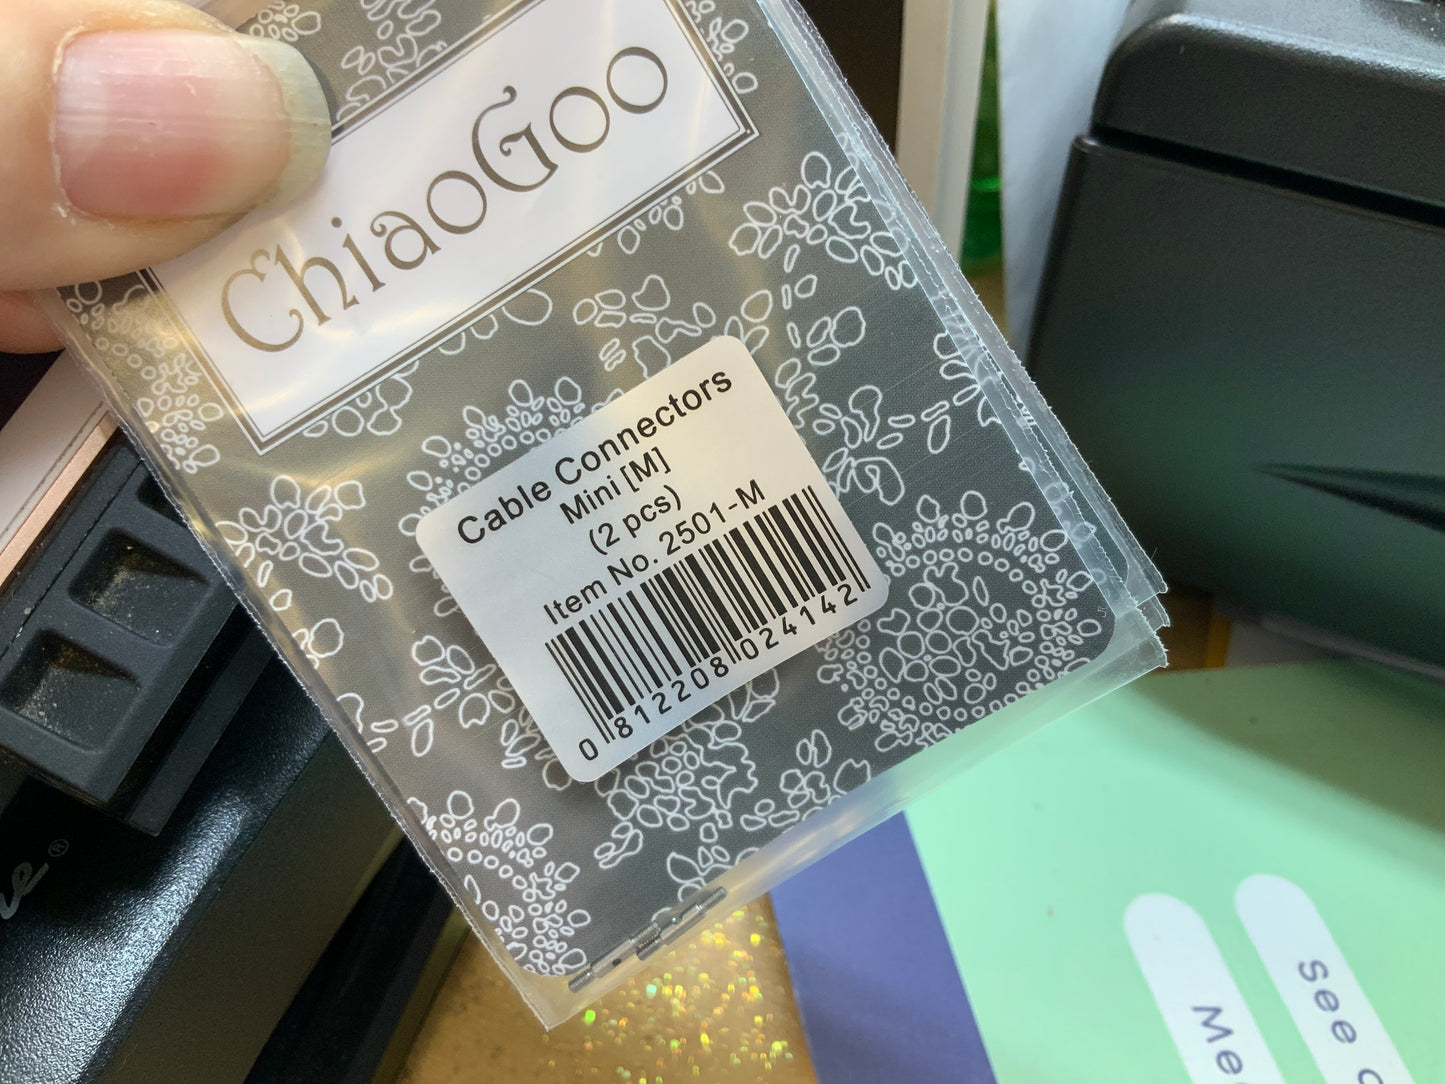 ChiaoGoo
Cable Connectors
Mini [M]
(2 pcs)
Item No. 2501-M
0 812208 024142
®
See
Me